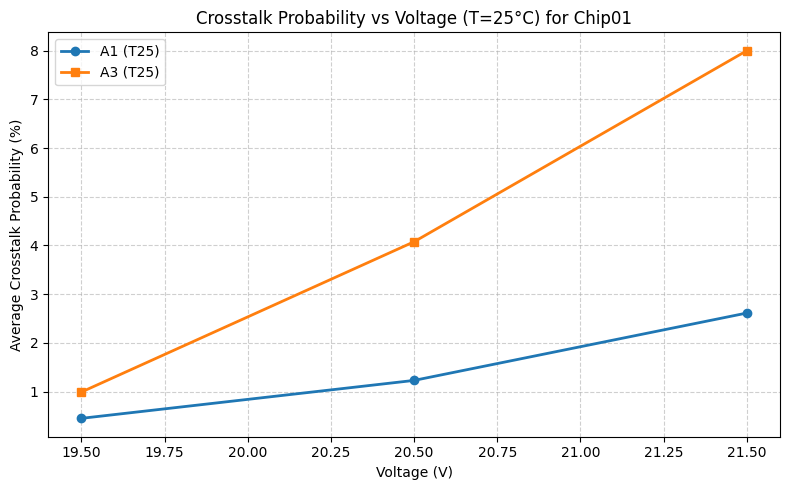 Crosstalk Probability vs Voltage (T=25°C) for Chip01
A1 (T25)
A3 (T25)
Average Crosstalk Probability (%)
8
7
6
5
4
3
2
1
19.50 19.75 20.00 20.25 20.50 20.75 21.00 21.25 21.50
Voltage (V)